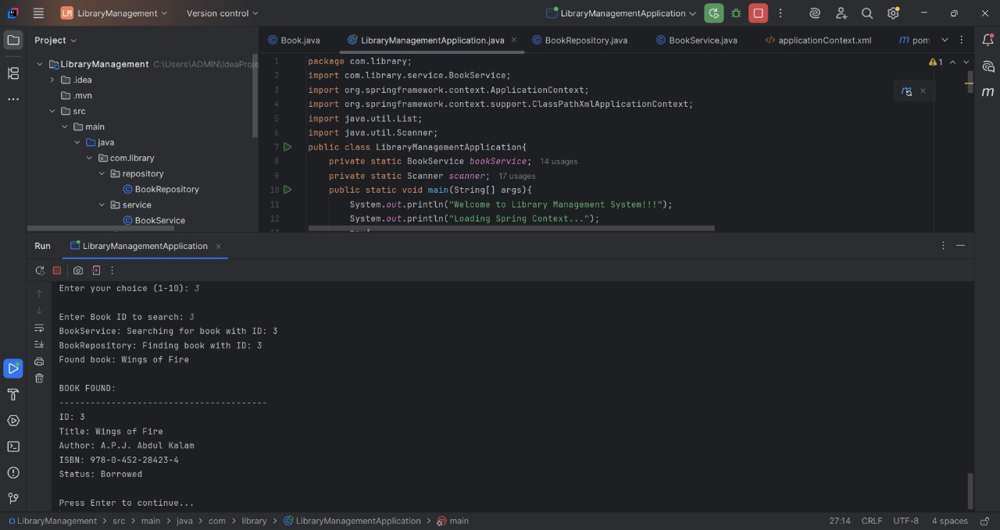 LM LibraryManagement Version control LibraryManagementApplication
Project
Book.java LibraryManagementApplication.java BookRepository.java BookService.java applicationContext.xml pom
LibraryManagement C:\Users\ADMIN\IdeaProje
.idea
.mvn
src
main
java
com.library
repository
BookRepository
service
BookService
1 package com.library;
2 import com.library.service.BookService;
3 import org.springframework.context.ApplicationContext;
4 import org.springframework.context.support.ClassPathXmlApplicationContext;
5 import java.util.List;
6 import java.util.Scanner;
7 public class LibraryManagementApplication{
8 private static BookService bookService; 14 usages
9 private static Scanner scanner; 17 usages
10 public static void main(String[] args){
11 System.out.println("Welcome to Library Management System!!!");
12 System.out.println("Loading Spring Context...");
1
Run LibraryManagementApplication
Enter your choice (1-10): 3
Enter Book ID to search: 3
BookService: Searching for book with ID: 3
BookRepository: Finding book with ID: 3
Found book: Wings of Fire
BOOK FOUND:
---------------------------------------
ID: 3
Title: Wings of Fire
Author: A.P.J. Abdul Kalam
ISBN: 978-0-452-28423-4
Status: Borrowed
Press Enter to continue...
LibraryManagement > src > main > java > com > library > LibraryManagementApplication > main 27:14 CRLF UTF-8 4 spaces